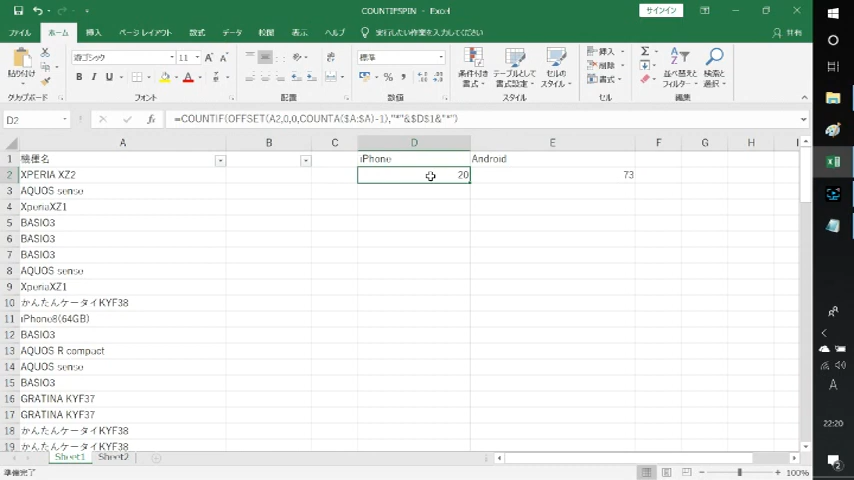 COUNTIFSPIN - Excel
サインイン
ファイル ホーム 挿入 ページ レイアウト 数式 データ 校閲 表示 ヘルプ 実行したい作業を入力してください 共有
貼り付け
游ゴシック 11
B I U
標準
条件付き書式
テーブルとして書式設定
セルのスタイル
挿入
削除
書式
並べ替えとフィルター
検索と選択
クリップボード フォント 配置 数値 スタイル セル 編集
D2 =COUNTIF(OFFSET(A2,0,0,COUNTA($A:$A)-1),"*"&$D$1&"*")
A B C D E F G H
1 機種名 iPhone Android
2 XPERIA XZ2 20 73
3 AQUOS sense
4 XperiaXZ1
5 BASIO3
6 BASIO3
7 BASIO3
8 AQUOS sense
9 XperiaXZ1
10 かんたんケータイKYF38
11 iPhone8(64GB)
12 BASIO3
13 AQUOS R compact
14 AQUOS sense
15 BASIO3
16 GRATINA KYF37
17 GRATINA KYF37
18 かんたんケータイKYF38
19 かんたんケータイKYF38
Sheet1 Sheet2
準備完了
100%
A
22:20
2